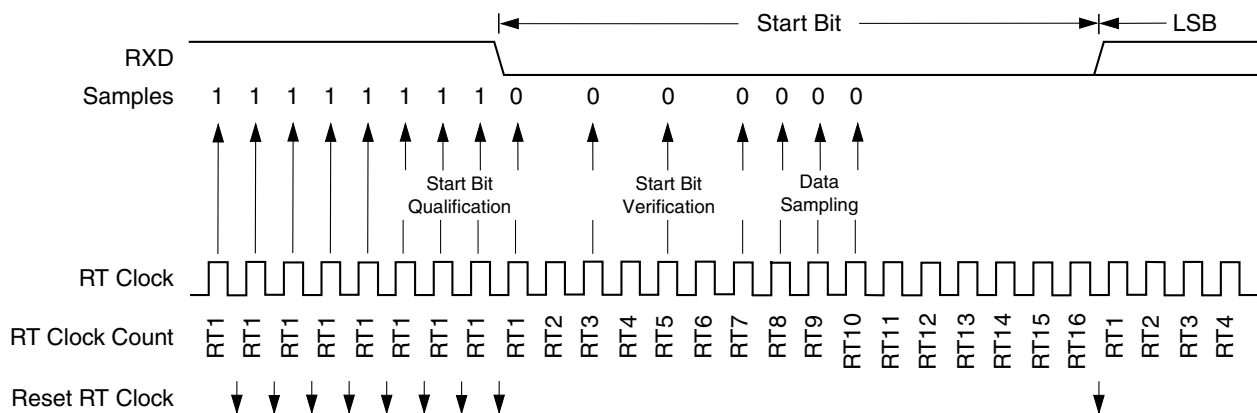 Start Bit LSB
RXD
Samples 1 1 1 1 1 1 1 1 0 0 0 0 0 0 0
Start Bit
Qualification
Start Bit
Verification
Data
Sampling
RT Clock
RT Clock Count RT1 RT1 RT1 RT1 RT1 RT1 RT1 RT1 RT1 RT2 RT3 RT4 RT5 RT6 RT7 RT8 RT9 RT10 RT11 RT12 RT13 RT14 RT15 RT16 RT1 RT2 RT3 RT4
Reset RT Clock